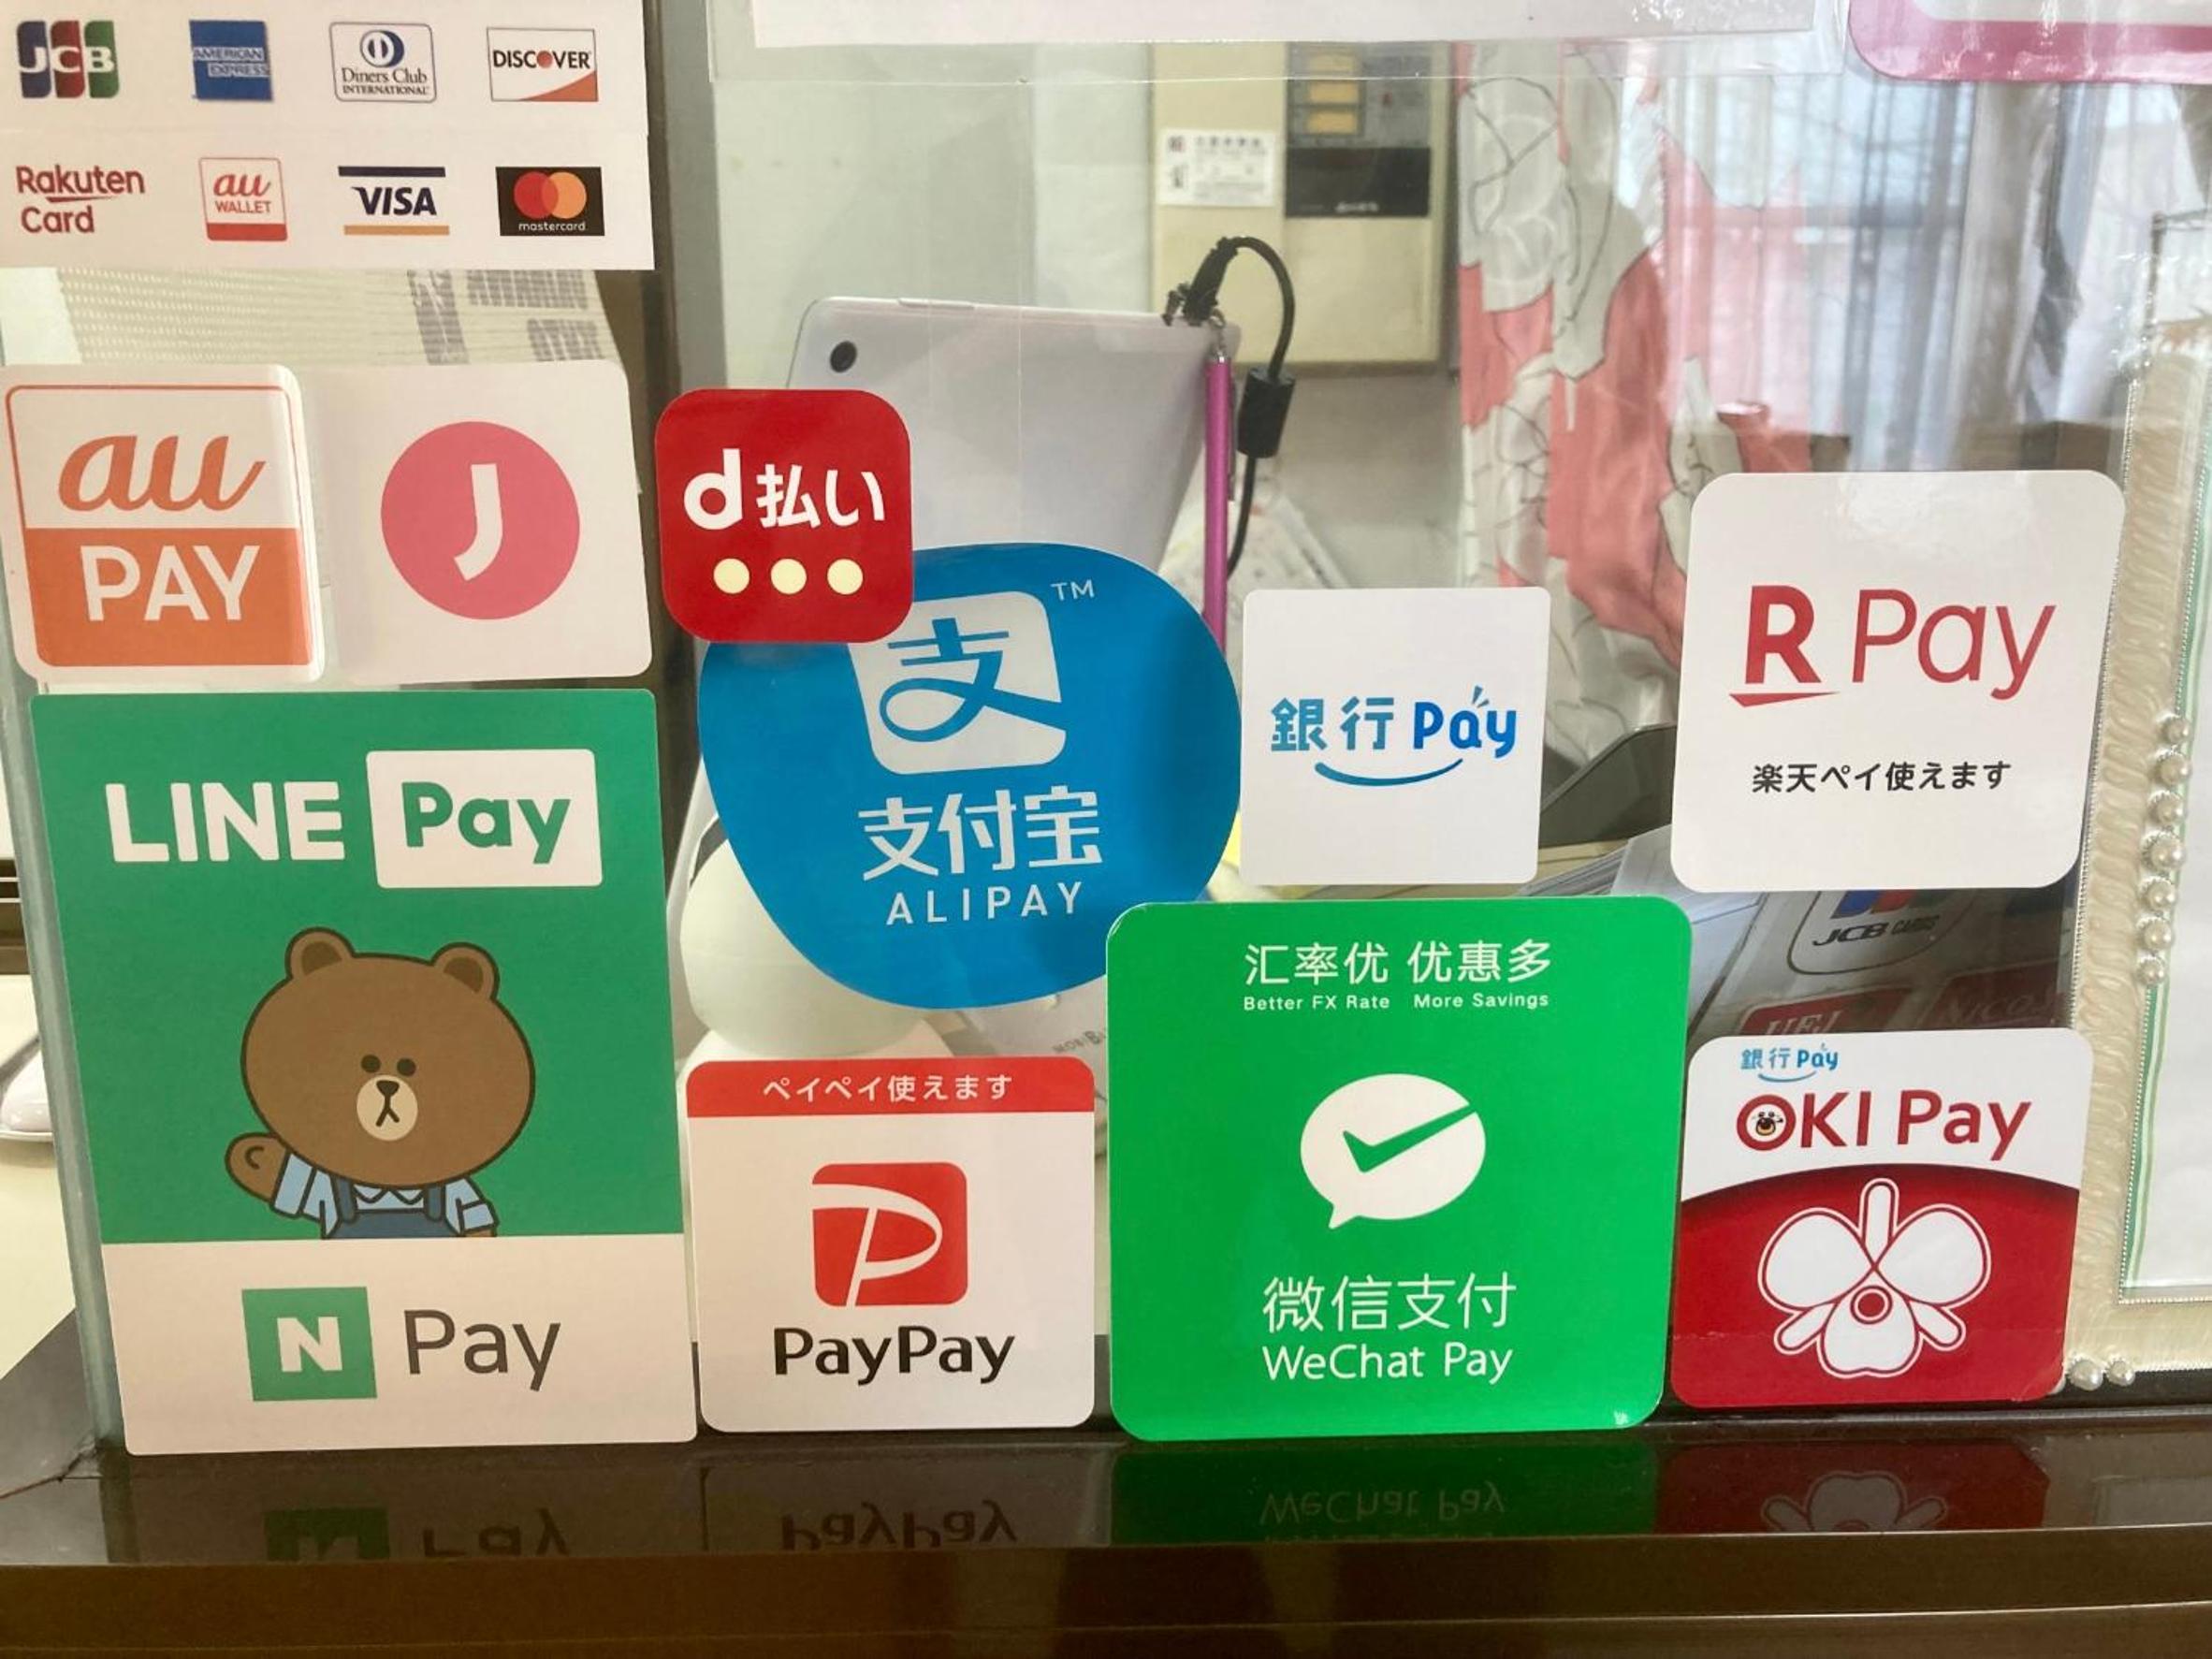 JCB
AMERICAN EXPRESS
Diners Club
INTERNATIONAL
DISCOVER
Rakuten
Card
au
WALLET
VISA
mastercard
au
PAY
J
d払い
LINE Pay
N Pay
支
TM
支付宝
ALIPAY
ペイペイ使えます
P
PayPay
銀行Pay
汇率优 优惠多
Better FX Rate More Savings
微信支付
WeChat Pay
R Pay
楽天ペイ使えます
JCB CARD
銀行Pay
OKI Pay